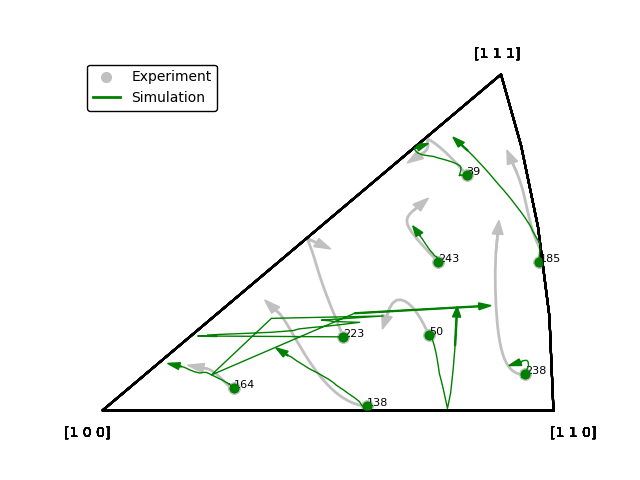 [1 1 1]
Experiment
Simulation
39
243
185
223
50
238
164
138
[1 0 0]
[1 1 0]